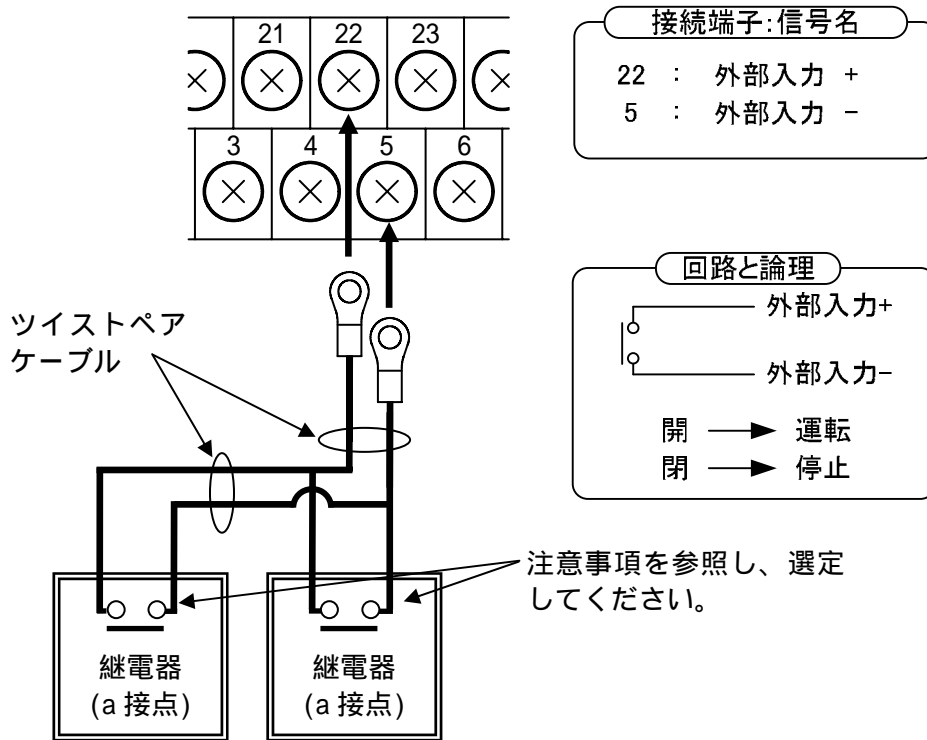 21 22 23
3 4 5 6
接続端子:信号名
22 : 外部入力 +
5 : 外部入力 -
回路と論理
外部入力+
外部入力-
開 → 運転
閉 → 停止
ツイストペア
ケーブル
注意事項を参照し、選定
してください。
継電器
(a 接点)
継電器
(a 接点)